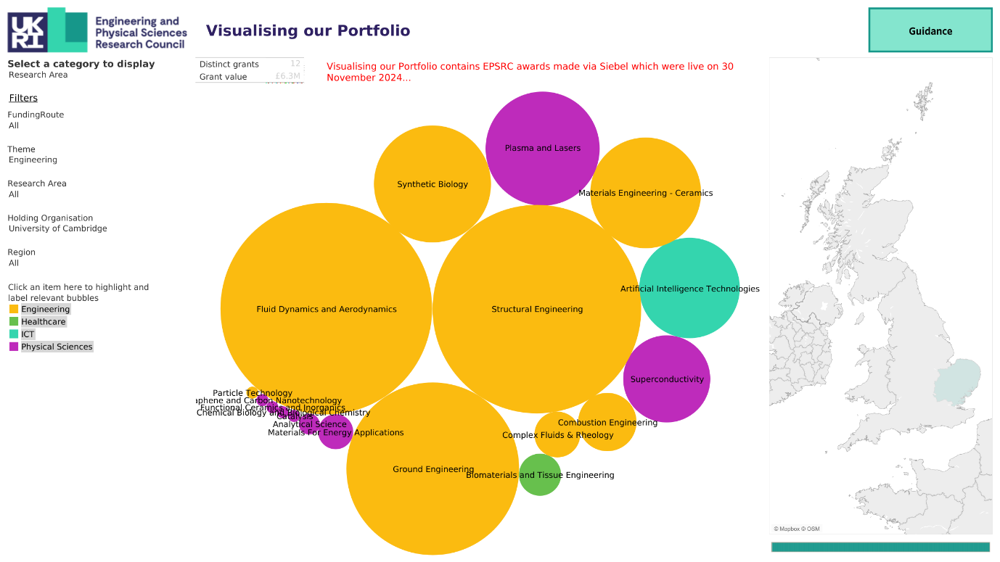 UK
RI
Engineering and
Physical Sciences
Research Council
Visualising our Portfolio
Guidance
Select a category to display
Research Area
Distinct grants 12
Grant value £6.3M
Visualising our Portfolio contains EPSRC awards made via Siebel which were live on 30
November 2024...
Filters
FundingRoute
All
Theme
Engineering
Research Area
All
Holding Organisation
University of Cambridge
Region
All
Click an item here to highlight and
label relevant bubbles
Engineering
Healthcare
ICT
Physical Sciences
Plasma and Lasers
Synthetic Biology
Materials Engineering - Ceramics
Artificial Intelligence Technologies
Fluid Dynamics and Aerodynamics
Structural Engineering
Superconductivity
Particle Technology
and Carbon Nanotechnology
Functional Ceramics and Inorganics
Chemical Biology and Biological Chemistry
Catalysis
Analytical Science
Materials For Energy Applications
Combustion Engineering
Complex Fluids & Rheology
Ground Engineering
Biomaterials and Tissue Engineering
© Mapbox © OSM